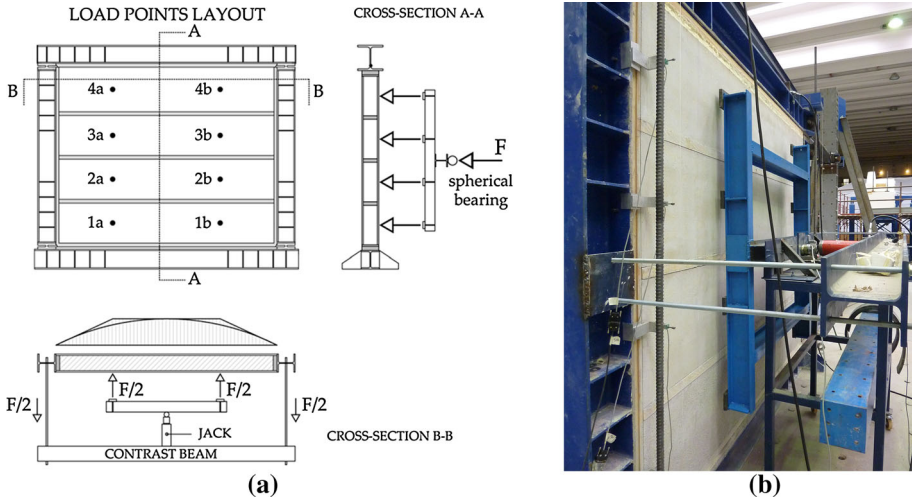 LOAD POINTS LAYOUT
CROSS-SECTION A-A
A
B
B
4a
4b
3a
3b
2a
2b
1a
1b
A
F
spherical
bearing
F/2
F/2
F/2
F/2
JACK
CONTRAST BEAM
CROSS-SECTION B-B
(a)
(b)